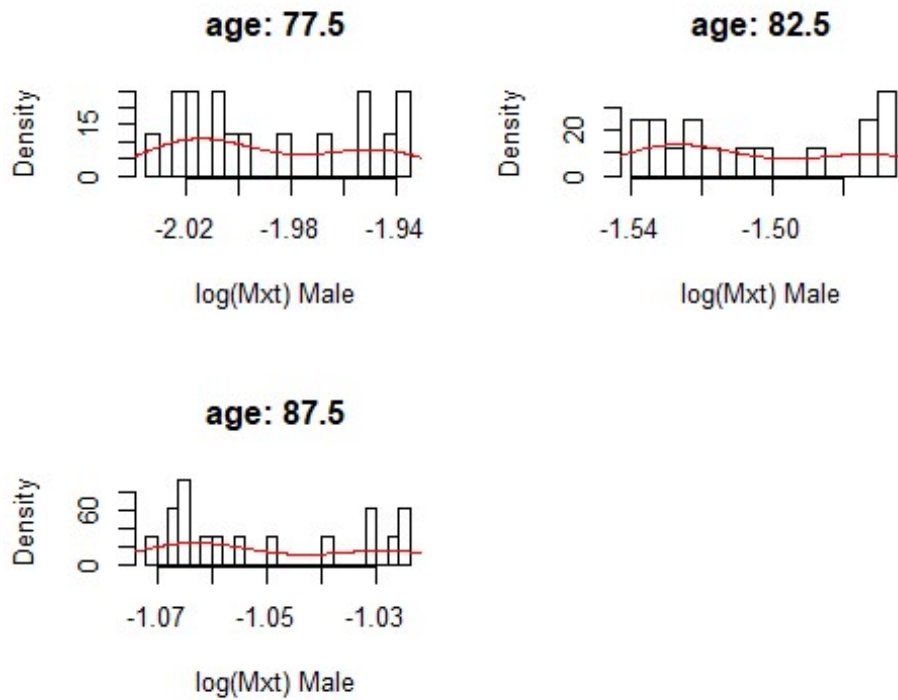 age: 77.5
Density
0 15
-2.02 -1.98 -1.94
log(Mxt) Male
age: 82.5
Density
0 20
-1.54 -1.50
log(Mxt) Male
age: 87.5
Density
0 60
-1.07 -1.05 -1.03
log(Mxt) Male